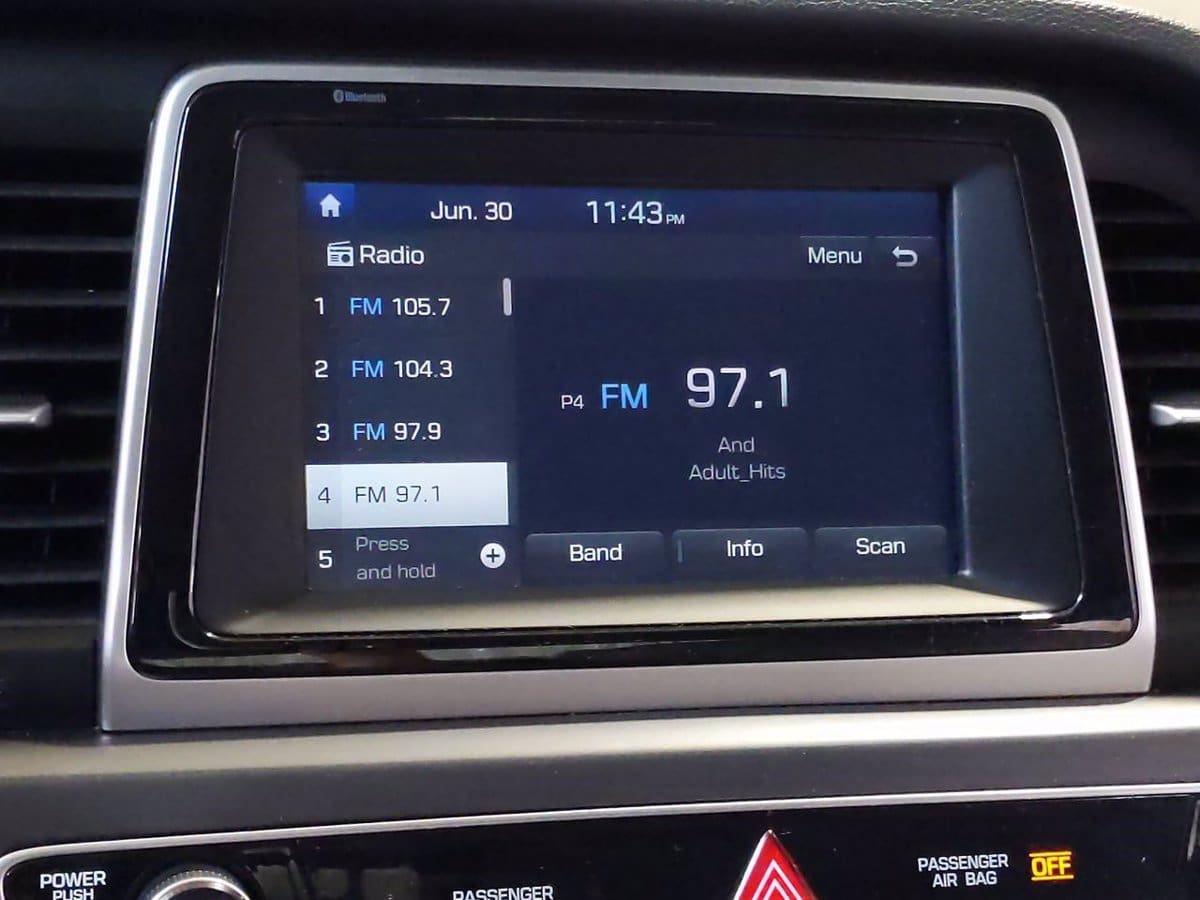 Bluetooth
Jun. 30 11:43 PM
Radio Menu
1 FM 105.7
2 FM 104.3
3 FM 97.9
4 FM 97.1
5 Press
and hold
P4 FM 97.1
And
Adult_Hits
Band Info Scan
POWER
PUSH
PASSENGER
PASSENGER
AIR BAG
OFF